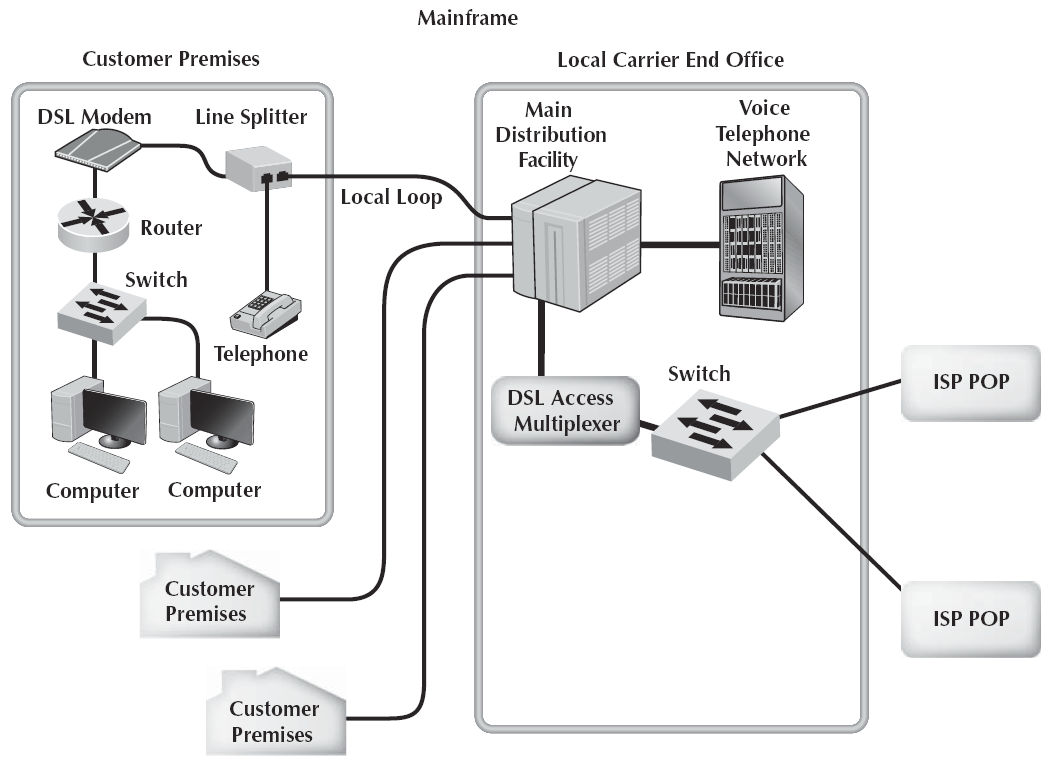 Mainframe
Customer Premises
Local Carrier End Office
DSL Modem
Line Splitter
Main
Distribution
Facility
Voice
Telephone
Network
Local Loop
Router
Switch
Telephone
Computer
Computer
DSL Access
Multiplexer
Switch
ISP POP
ISP POP
Customer
Premises
Customer
Premises